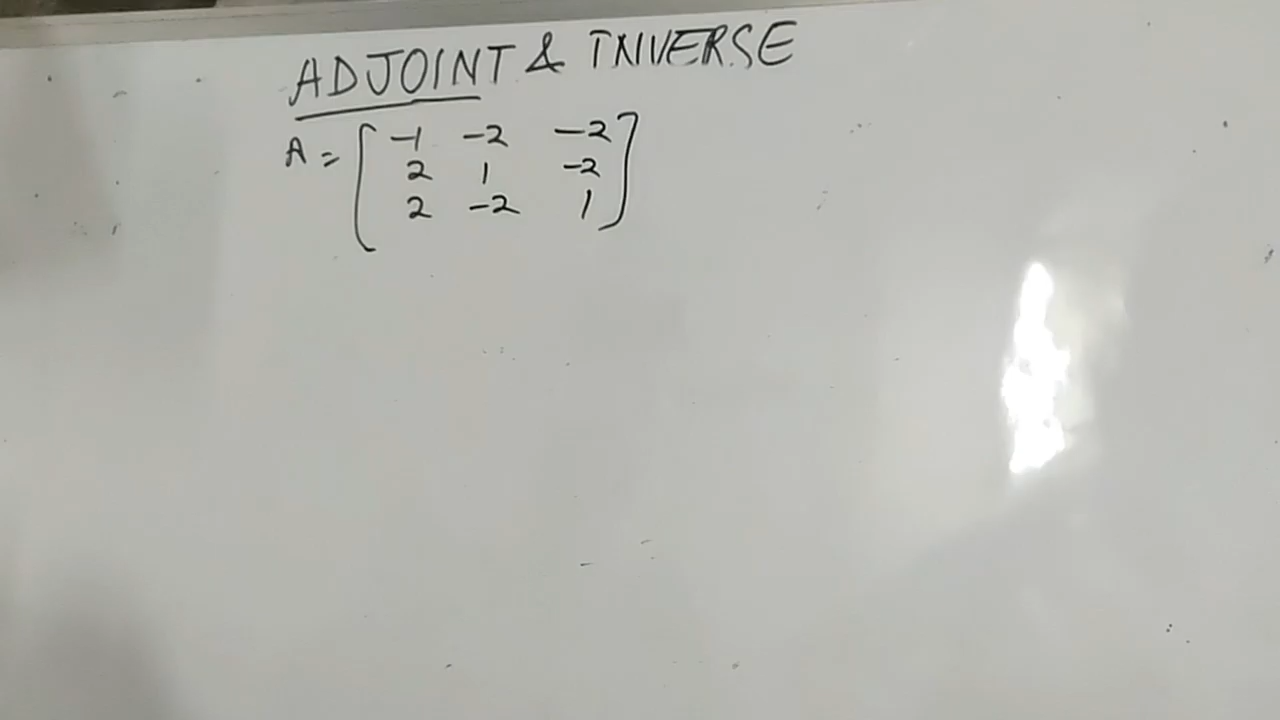 ADJOINT & INVERSE
A = [ -1 -2 -2
2 1 -2
2 -2 1 ]